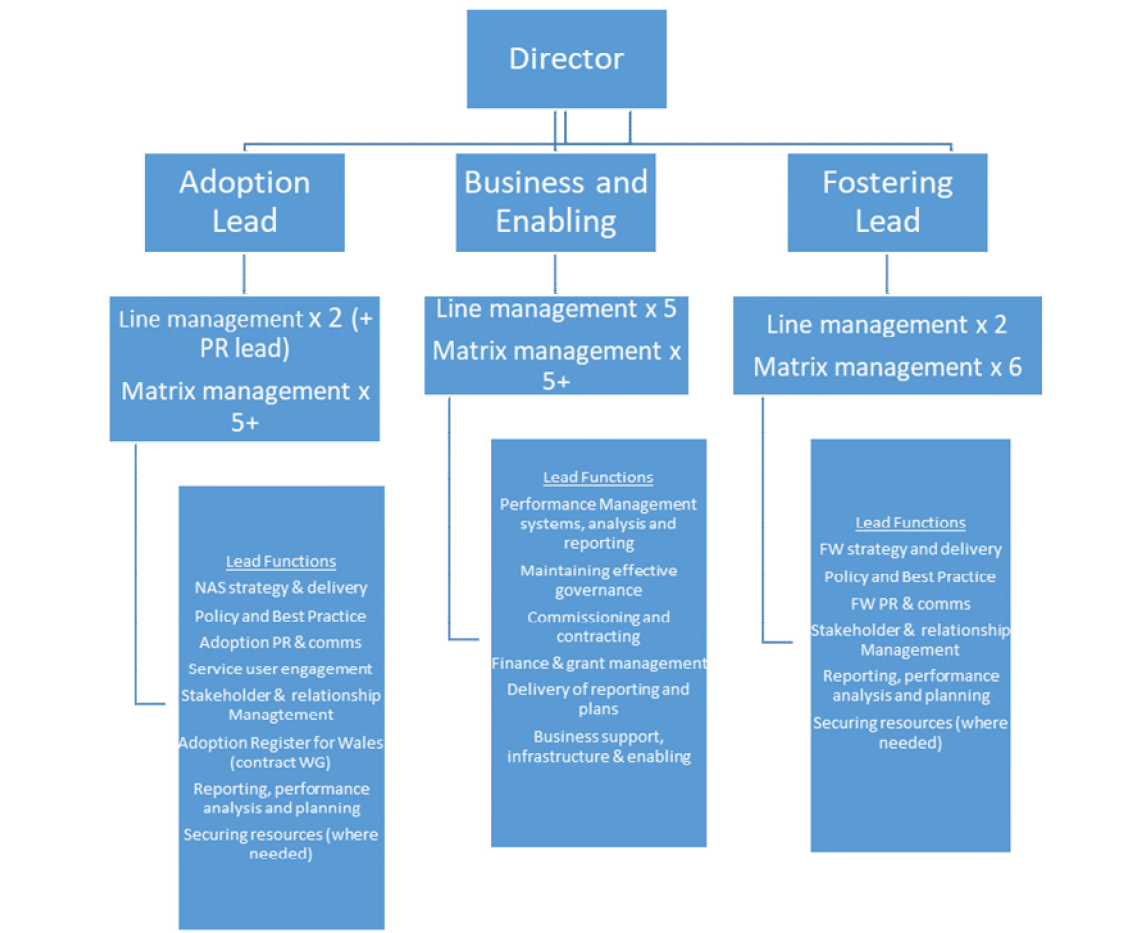 Director
Adoption
Lead
Business and
Enabling
Fostering
Lead
Line management x 2 (+
PR lead)
Matrix management x
5+
Line management x 5
Matrix management x
5+
Line management x 2
Matrix management x 6
Lead Functions
NAS strategy & delivery
Policy and Best Practice
Adoption PR & comms
Service user engagement
Stakeholder & relationship
Managtement
Adoption Register for Wales
(contract WG)
Reporting, performance
analysis and planning
Securing resources (where
needed)
Lead Functions
Performance Management
systems, analysis and
reporting
Maintaining effective
governance
Commissioning and
contracting
Finance & grant management
Delivery of reporting and
plans
Business support,
infrastructure & enabling
Lead Functions
FW strategy and delivery
Policy and Best Practice
FW PR & comms
Stakeholder & relationship
Management
Reporting, performance
analysis and planning
Securing resources (where
needed)